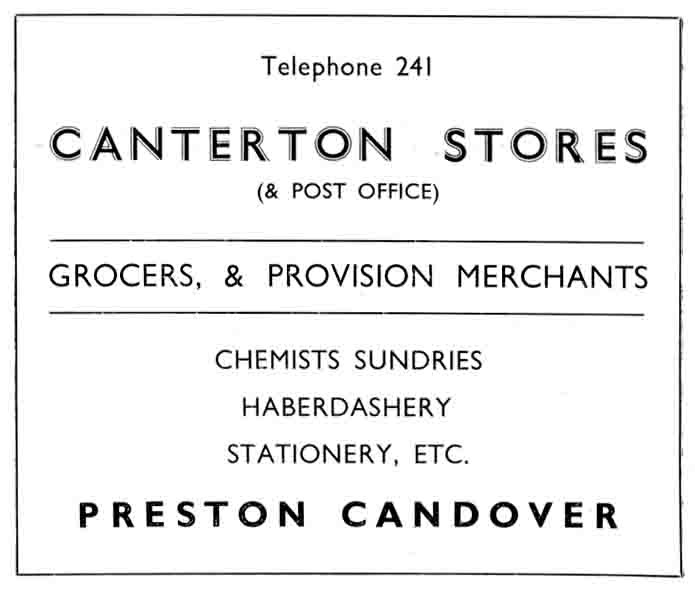 Telephone 241
CANTERTON STORES
(& POST OFFICE)
GROCERS, & PROVISION MERCHANTS
CHEMISTS SUNDRIES
HABERDASHERY
STATIONERY, ETC.
PRESTON CANDOVER